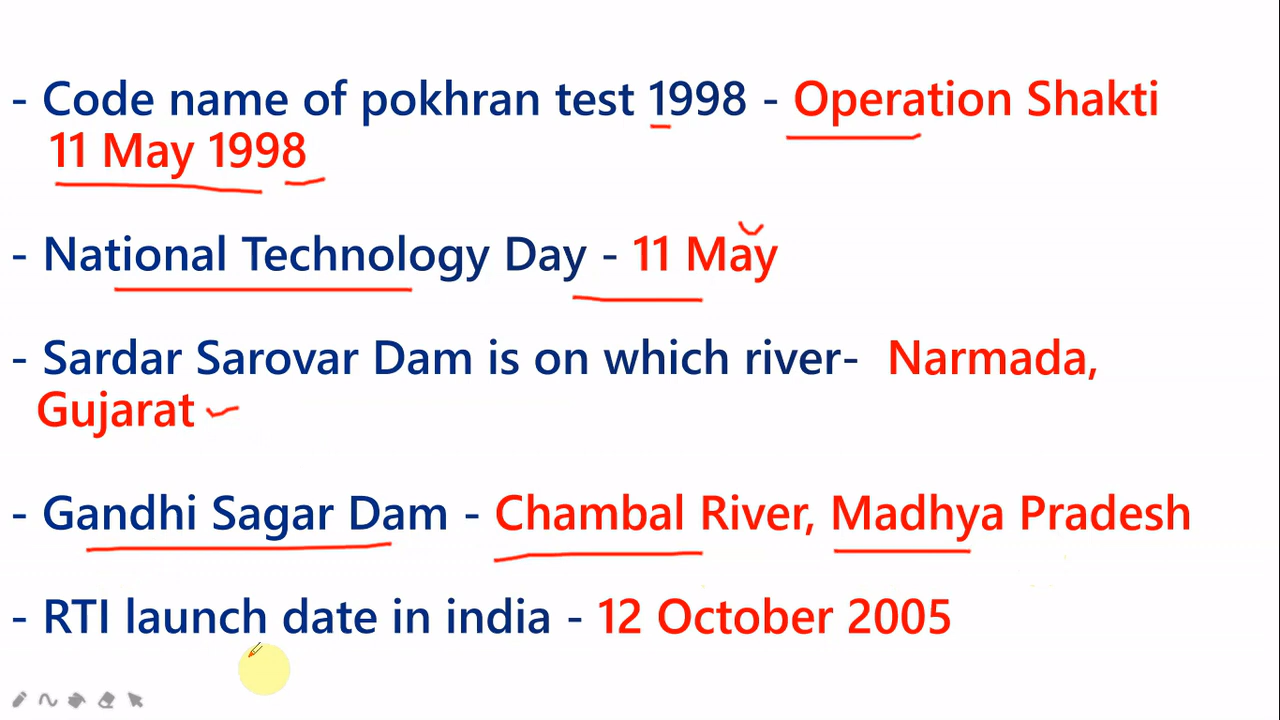 - Code name of pokhran test 1998 - Operation Shakti
11 May 1998
- National Technology Day - 11 May
- Sardar Sarovar Dam is on which river-  Narmada,
Gujarat
- Gandhi Sagar Dam - Chambal River, Madhya Pradesh
- RTI launch date in india - 12 October 2005